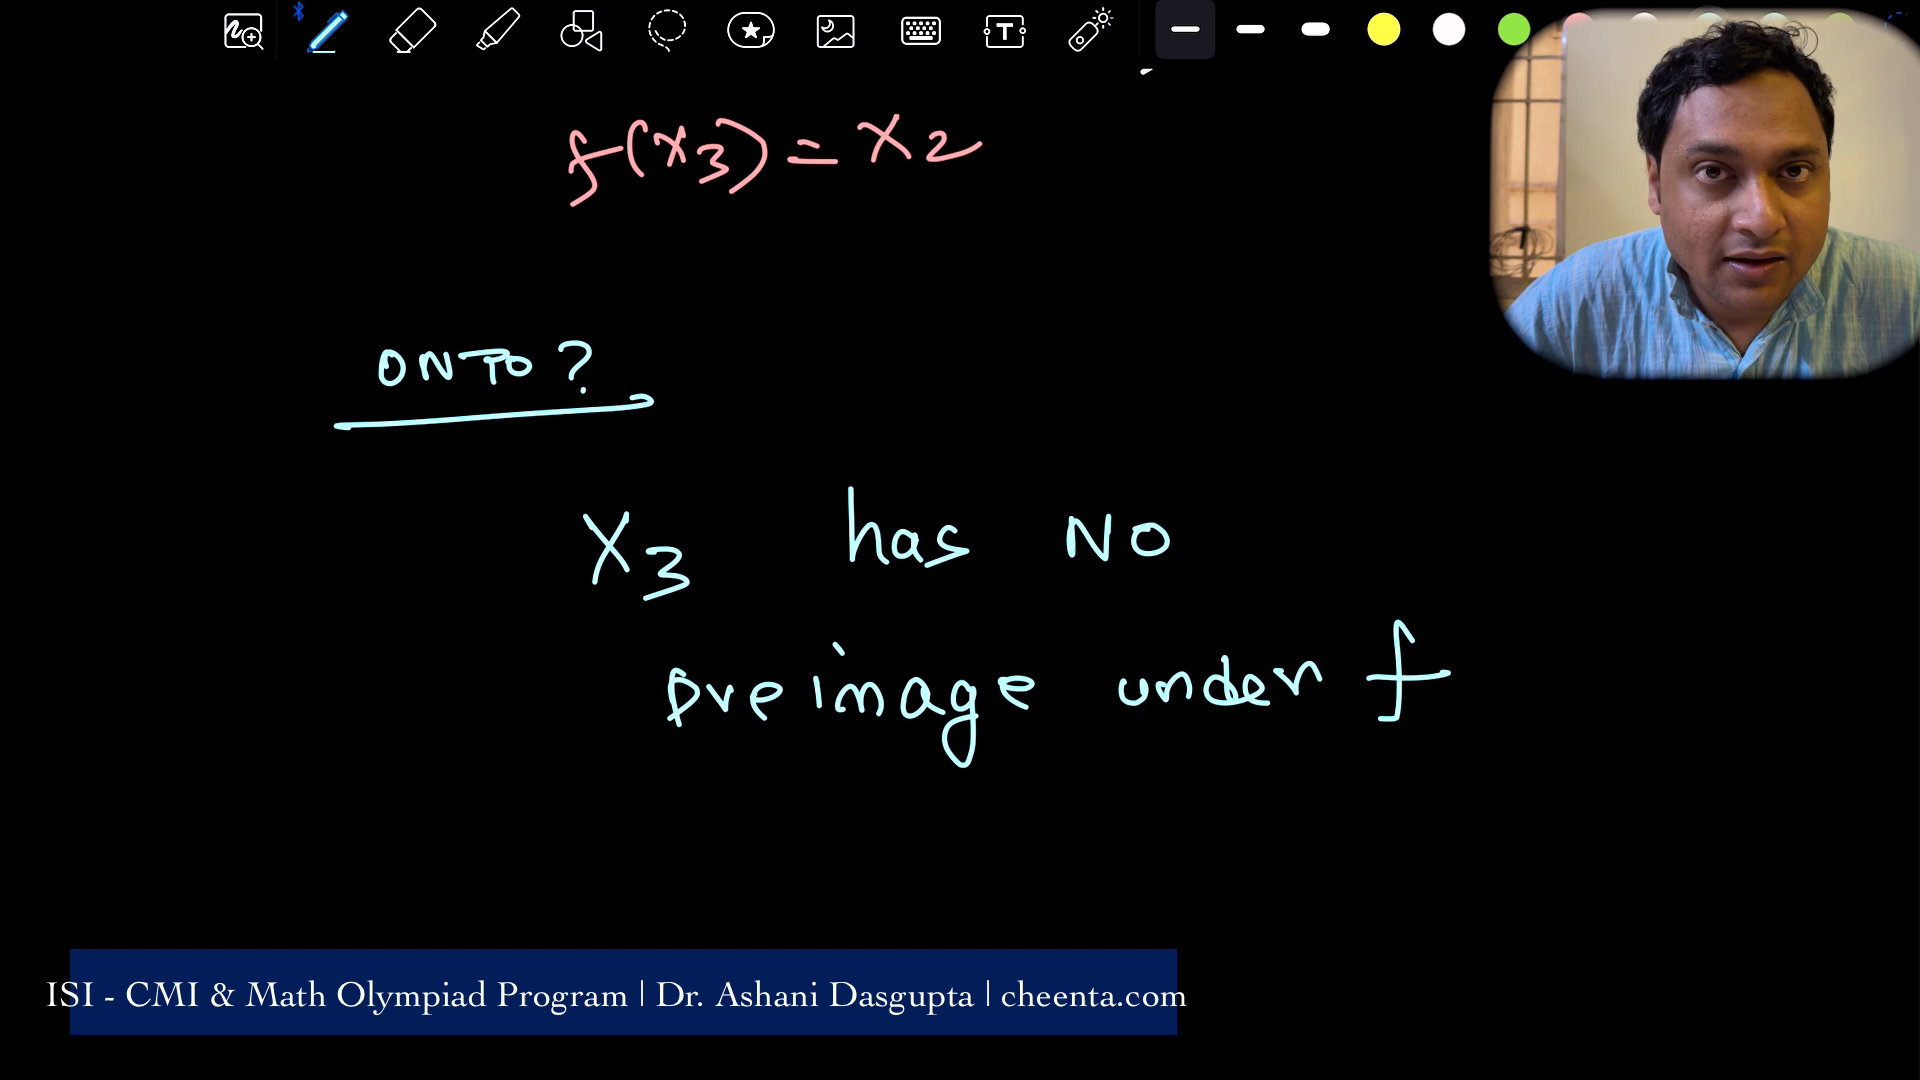 f(x3) = x2
ONTO?
x3 has NO
preimage under f
ISI - CMI & Math Olympiad Program | Dr. Ashani Dasgupta | cheenta.com